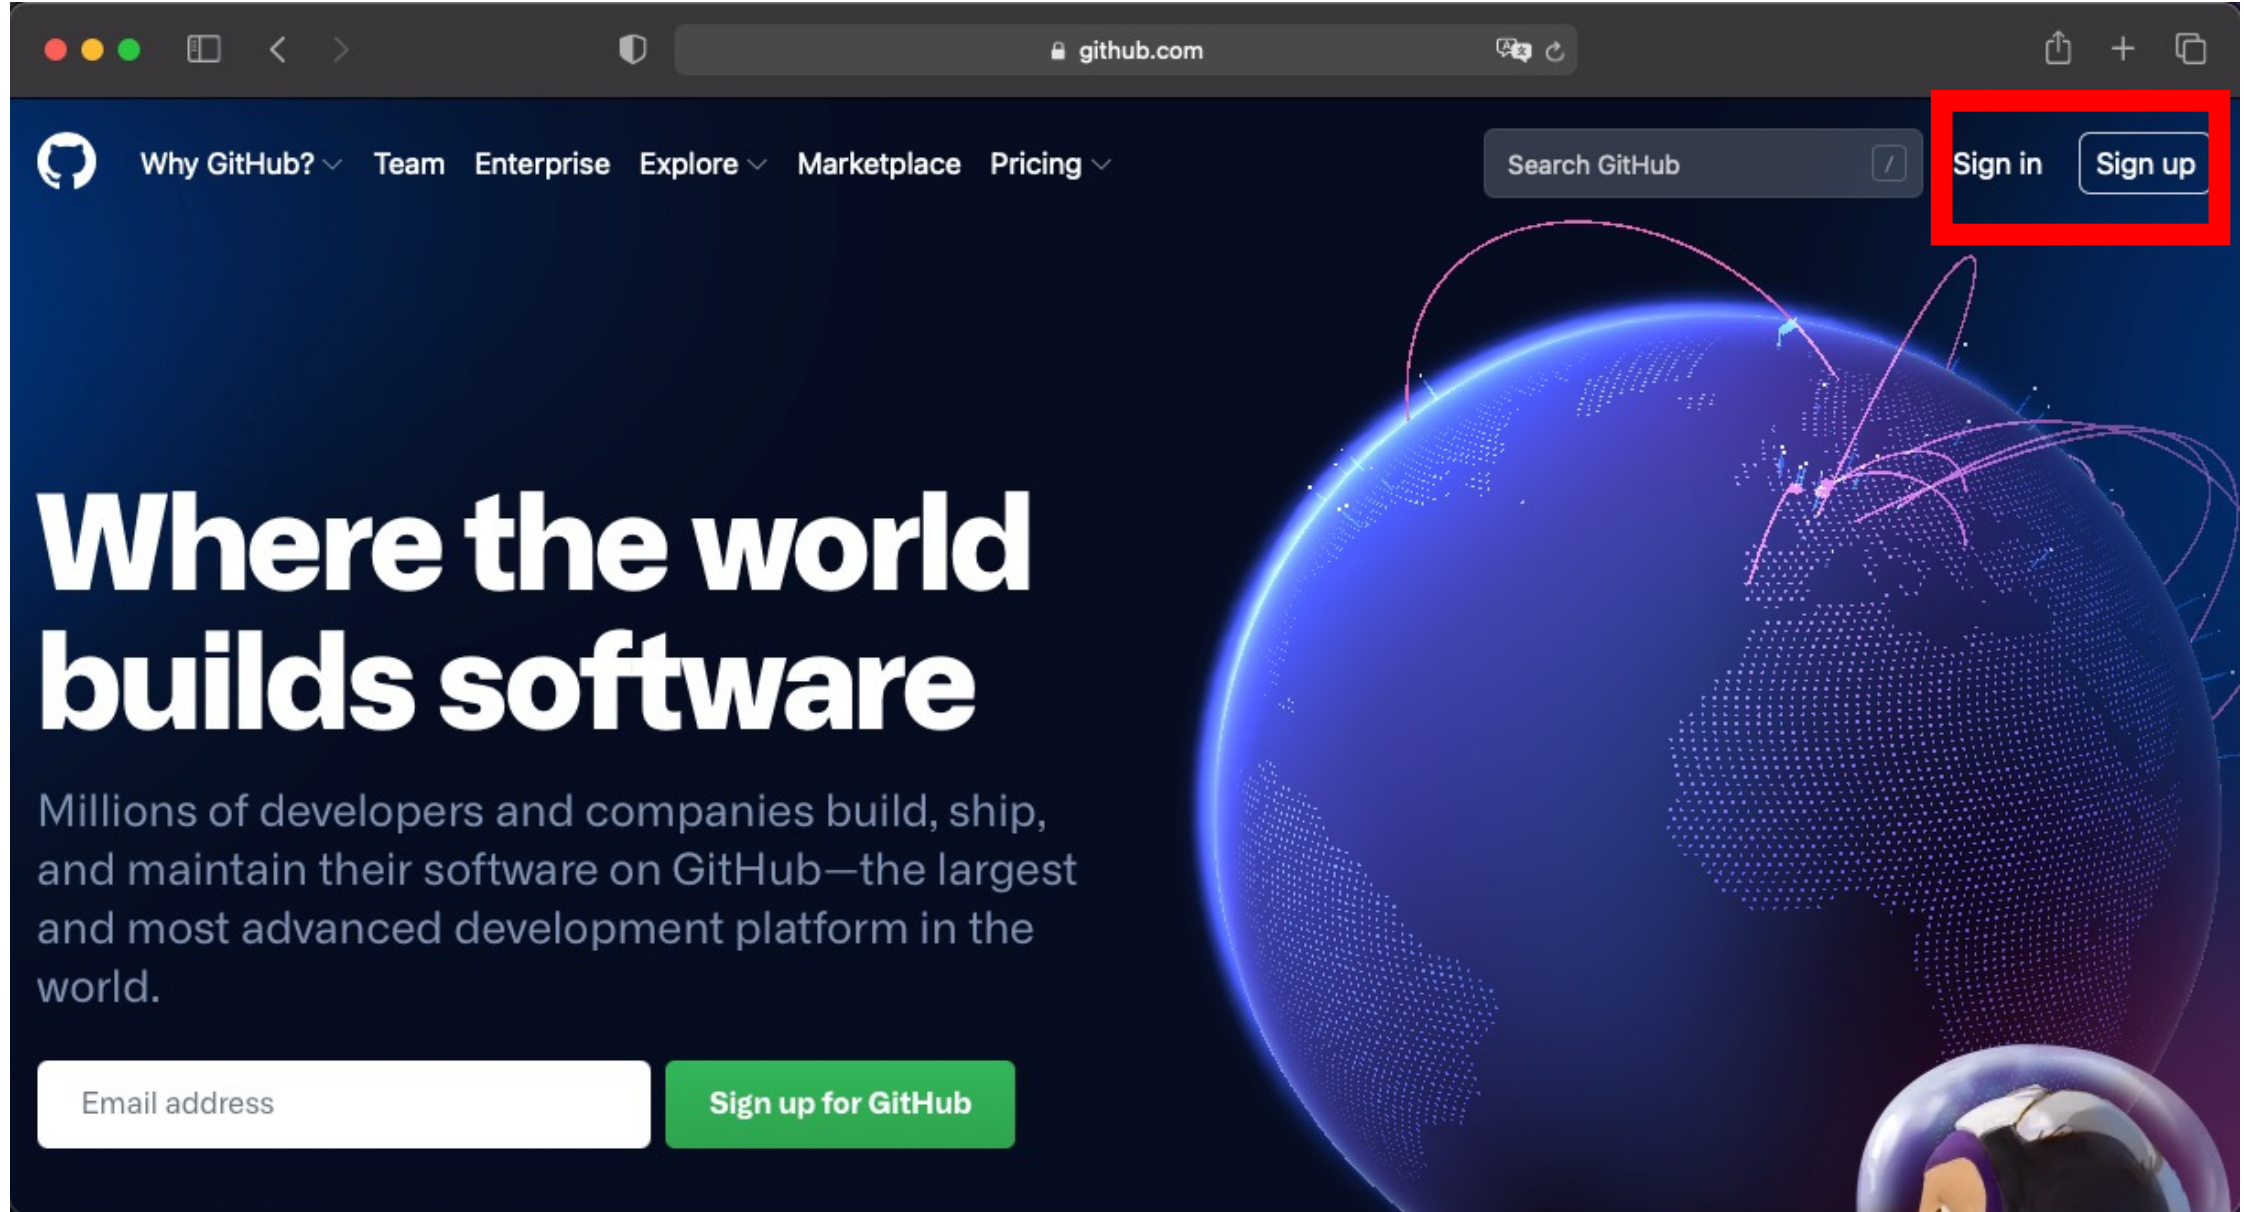 github.com
Why GitHub? Team Enterprise Explore Marketplace Pricing Search GitHub / Sign in Sign up
Where the world
builds software
Millions of developers and companies build, ship,
and maintain their software on GitHub—the largest
and most advanced development platform in the
world.
Email address Sign up for GitHub